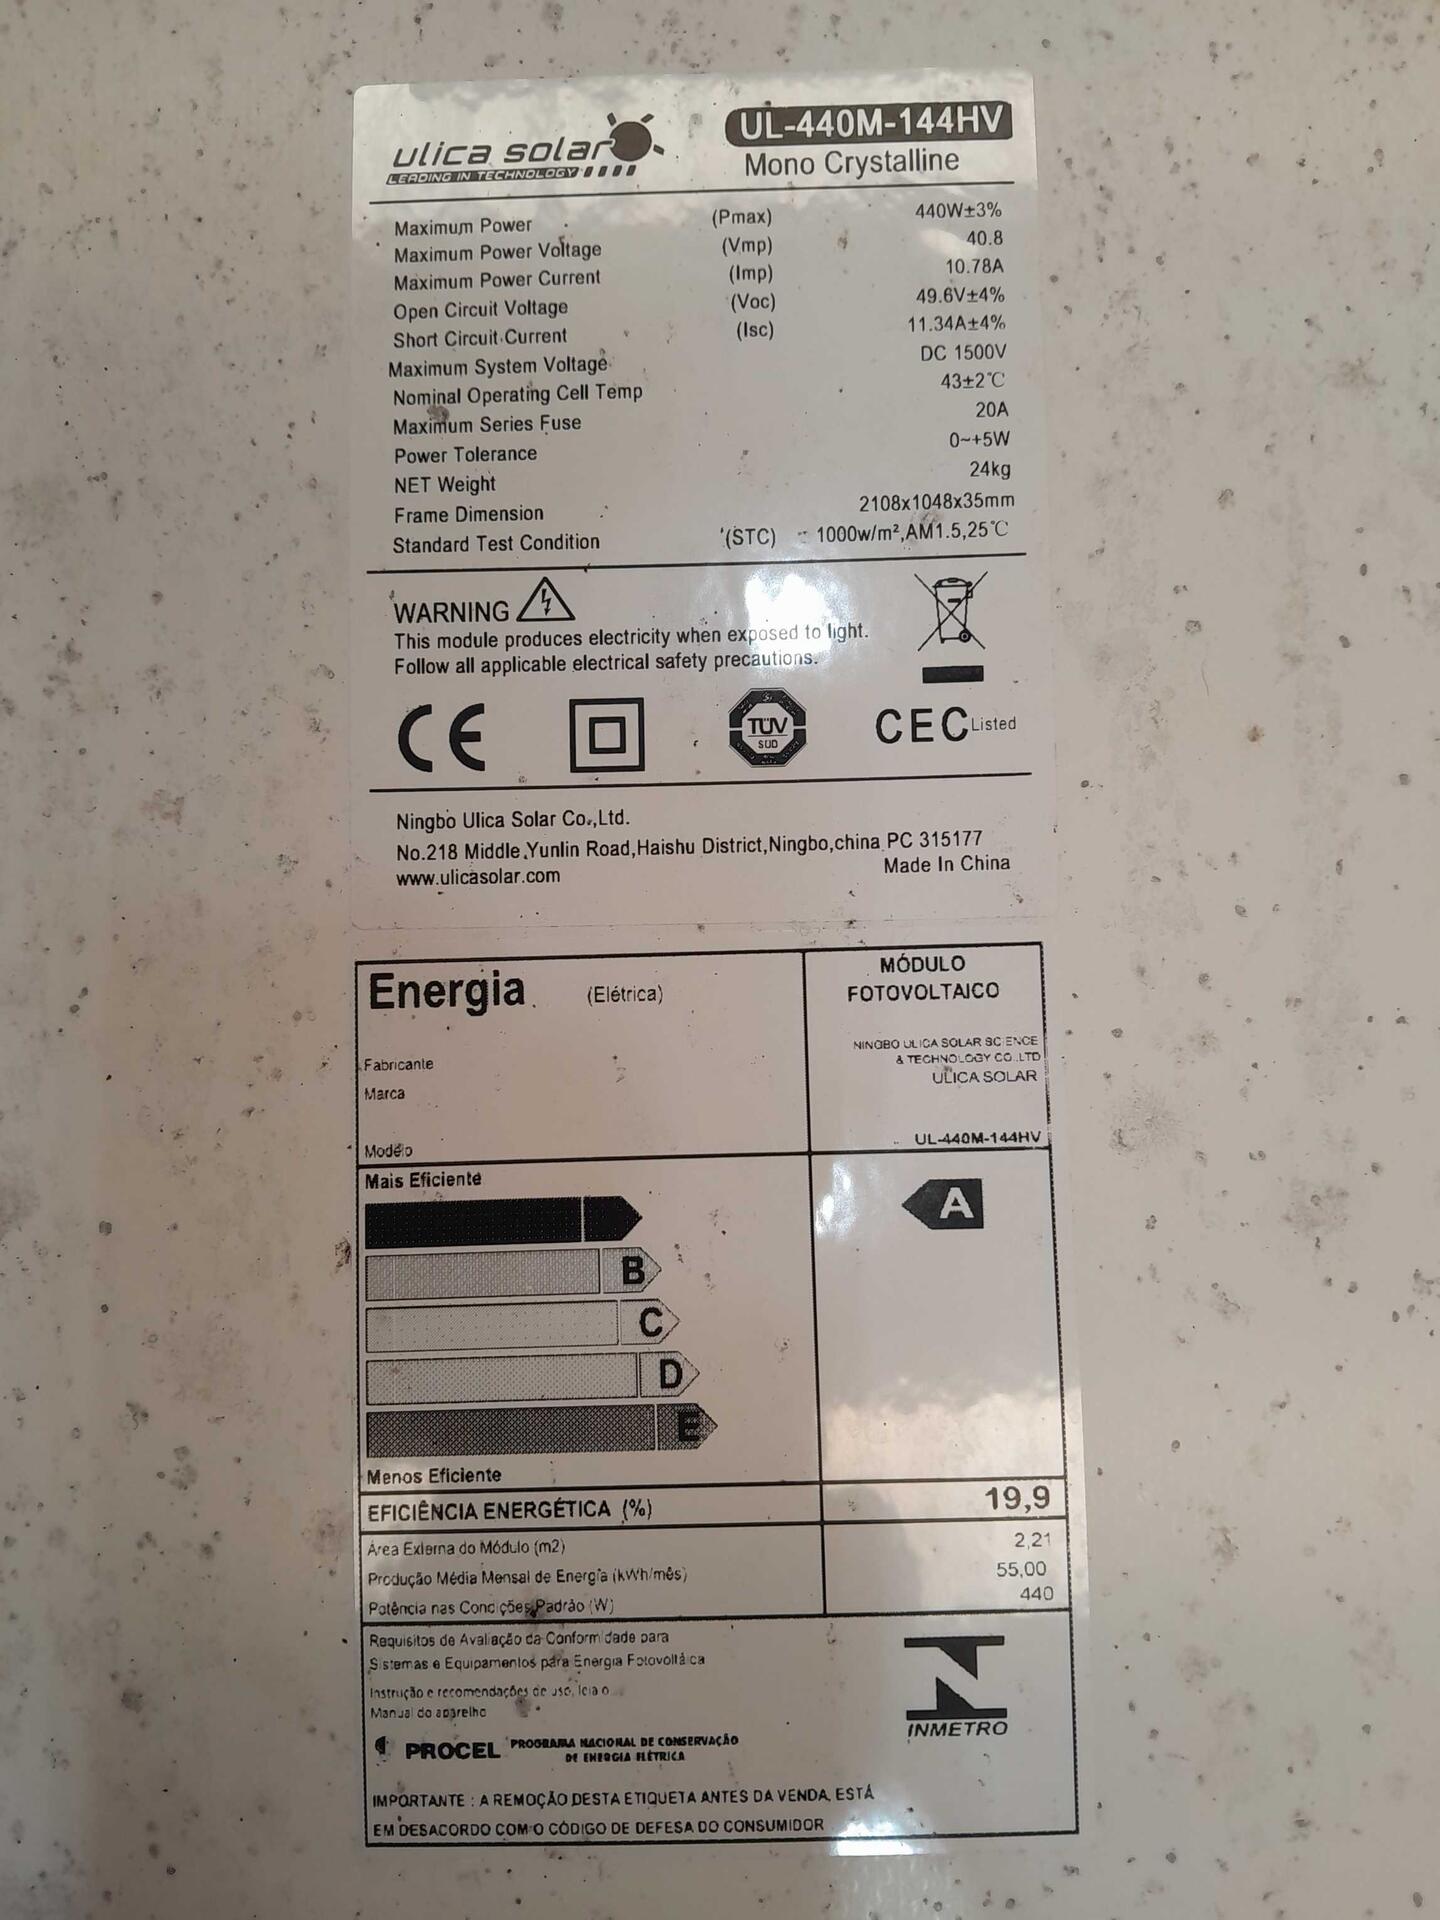 ulica solar
LEADING IN TECHNOLOGY
UL-440M-144HV
Mono Crystalline
Maximum Power (Pmax) 440W±3%
Maximum Power Voltage (Vmp) 40.8
Maximum Power Current (Imp) 10.78A
Open Circuit Voltage (Voc) 49.6V±4%
Short Circuit Current (Isc) 11.34A±4%
Maximum System Voltage DC 1500V
Nominal Operating Cell Temp 43±2℃
Maximum Series Fuse 20A
Power Tolerance 0~+5W
NET Weight 24kg
Frame Dimension 2108x1048x35mm
Standard Test Condition (STC) 1000w/m²,AM1.5,25℃
WARNING
This module produces electricity when exposed to light.
Follow all applicable electrical safety precautions.
CE
TÜV
SÜD
CEC Listed
Ningbo Ulica Solar Co.,Ltd.
No.218 Middle Yunlin Road,Haishu District,Ningbo,china PC 315177
www.ulicasolar.com Made In China
Energia (Elétrica)
MÓDULO
FOTOVOLTAICO
Fabricante NINGBO ULICA SOLAR SCIENCE
& TECHNOLOGY CO.,LTD
Marca ULICA SOLAR
Modelo UL-440M-144HV
Mais Eficiente
A
B
C
D
E
Menos Eficiente
EFICIÊNCIA ENERGÉTICA (%) 19,9
Área Externa do Módulo (m2) 2,21
Produção Média Mensal de Energia (kWh/mês) 55,00
Potência nas Condições Padrão (W) 440
Requisitos de Avaliação da Conformidade para
Sistemas e Equipamentos para Energia Fotovoltáica
Instrução e recomendações de uso, leia o
Manual do aparelho
INMETRO
PROCEL PROGRAMA NACIONAL DE CONSERVAÇÃO
DE ENERGIA ELÉTRICA
IMPORTANTE : A REMOÇÃO DESTA ETIQUETA ANTES DA VENDA, ESTÁ
EM DESACORDO COM O CÓDIGO DE DEFESA DO CONSUMIDOR